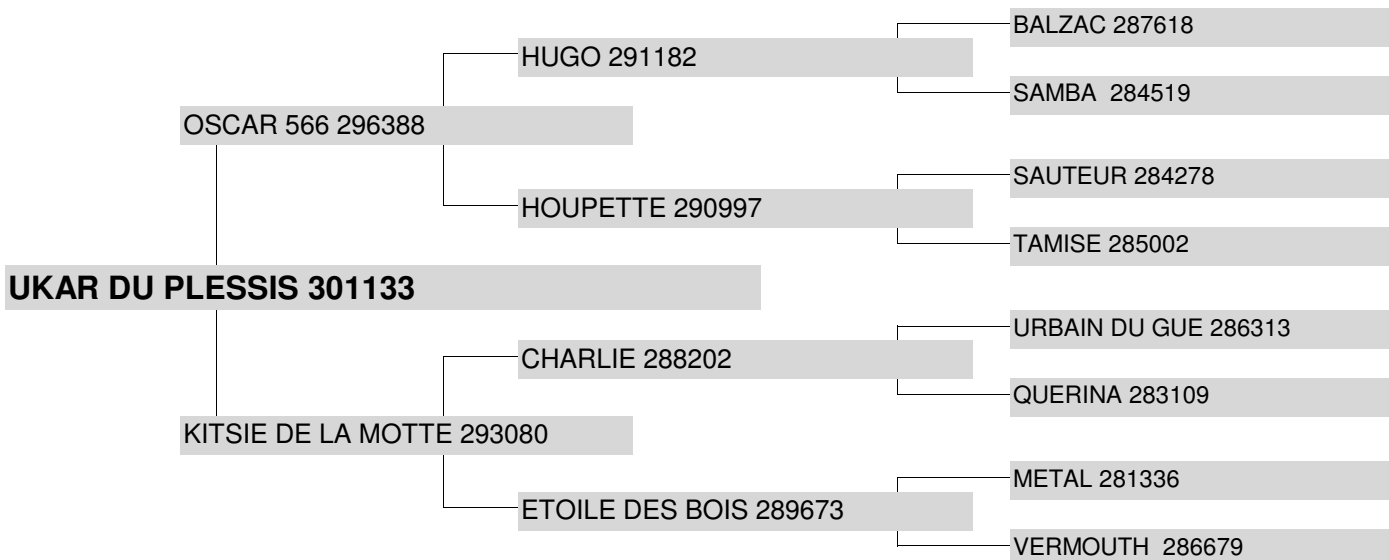 BALZAC 287618
HUGO 291182
SAMBA  284519
OSCAR 566 296388
SAUTEUR 284278
HOUPETTE 290997
TAMISE 285002
UKAR DU PLESSIS 301133
URBAIN DU GUE 286313
CHARLIE 288202
QUERINA 283109
KITSIE DE LA MOTTE 293080
METAL 281336
ETOILE DES BOIS 289673
VERMOUTH  286679